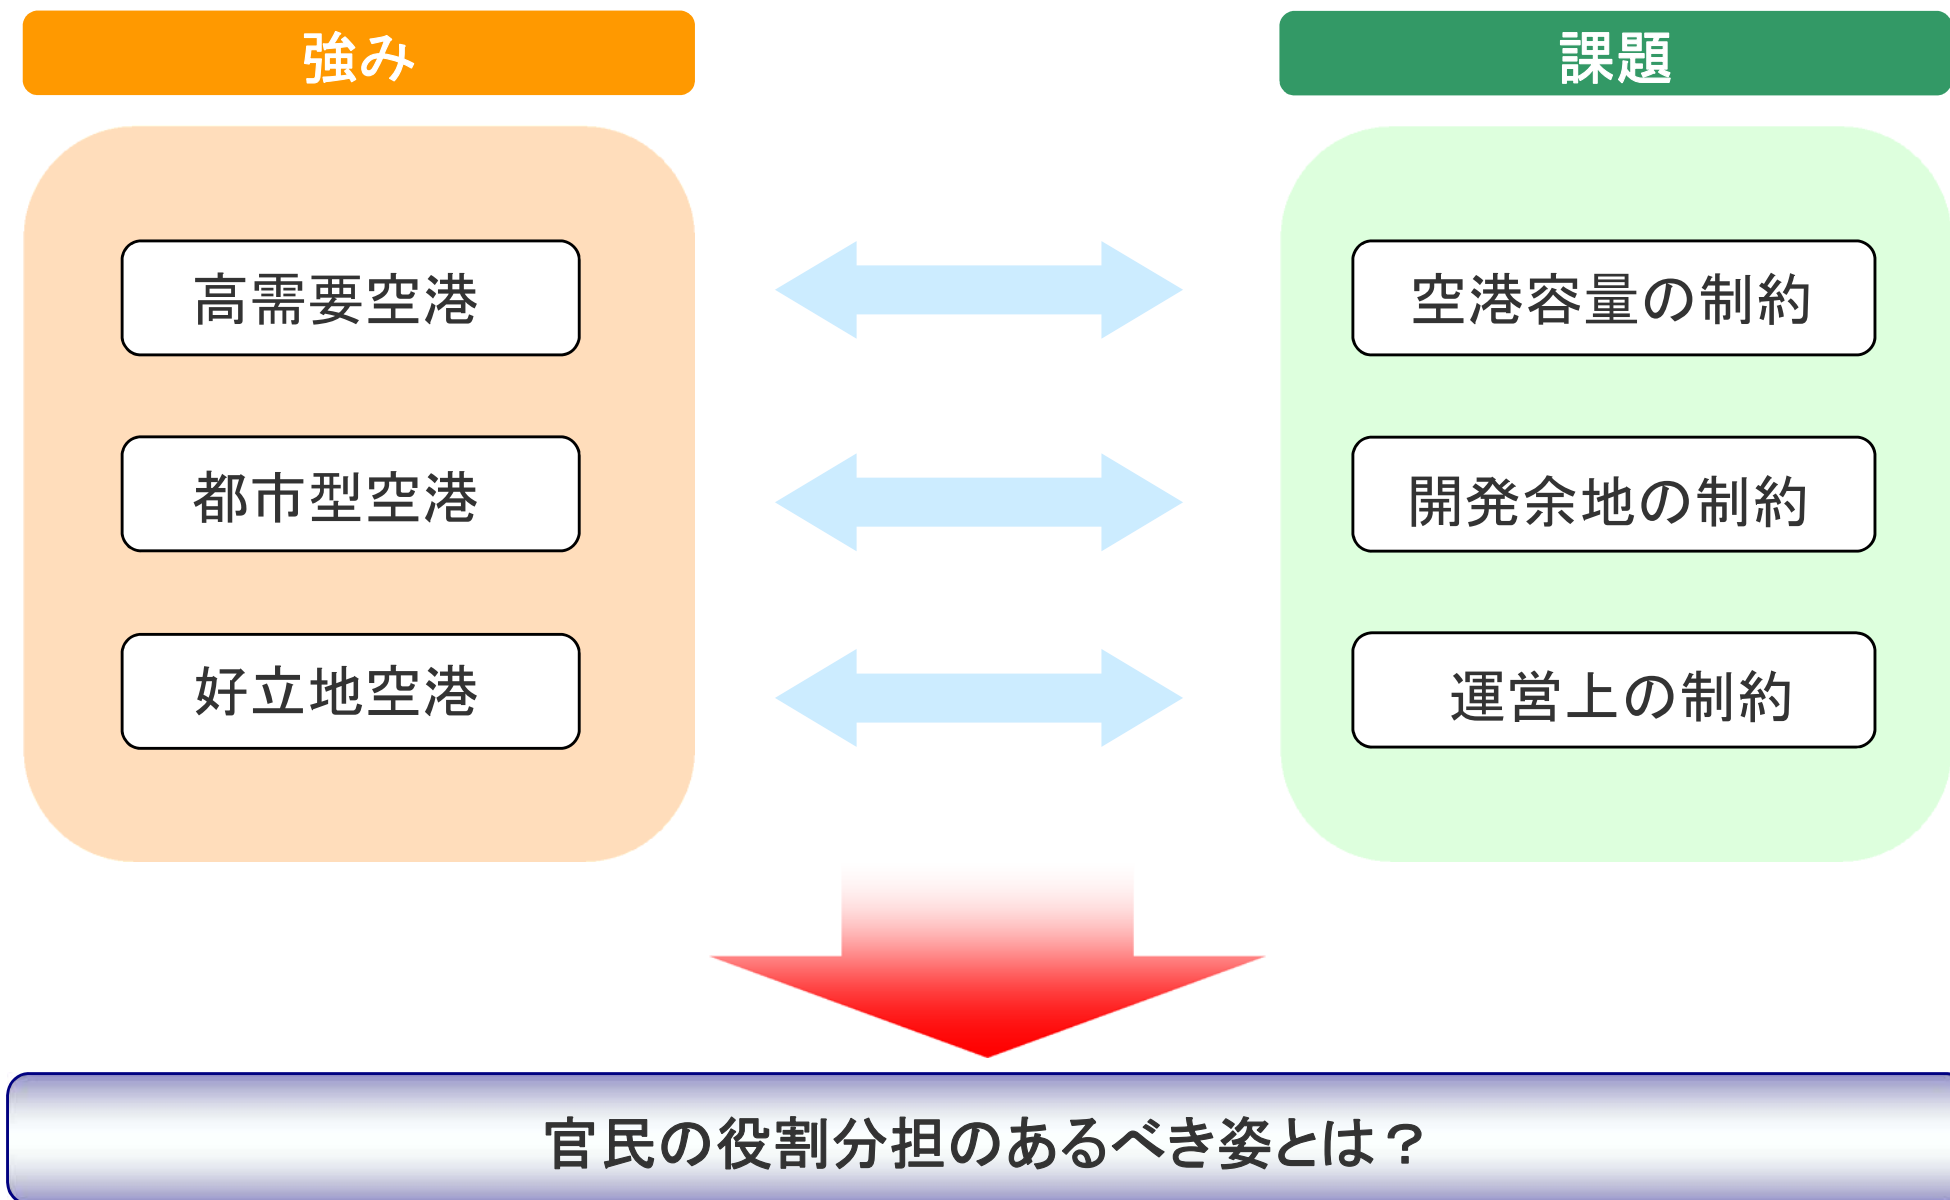 強み
課題
高需要空港
空港容量の制約
都市型空港
開発余地の制約
好立地空港
運営上の制約
官民の役割分担のあるべき姿とは？